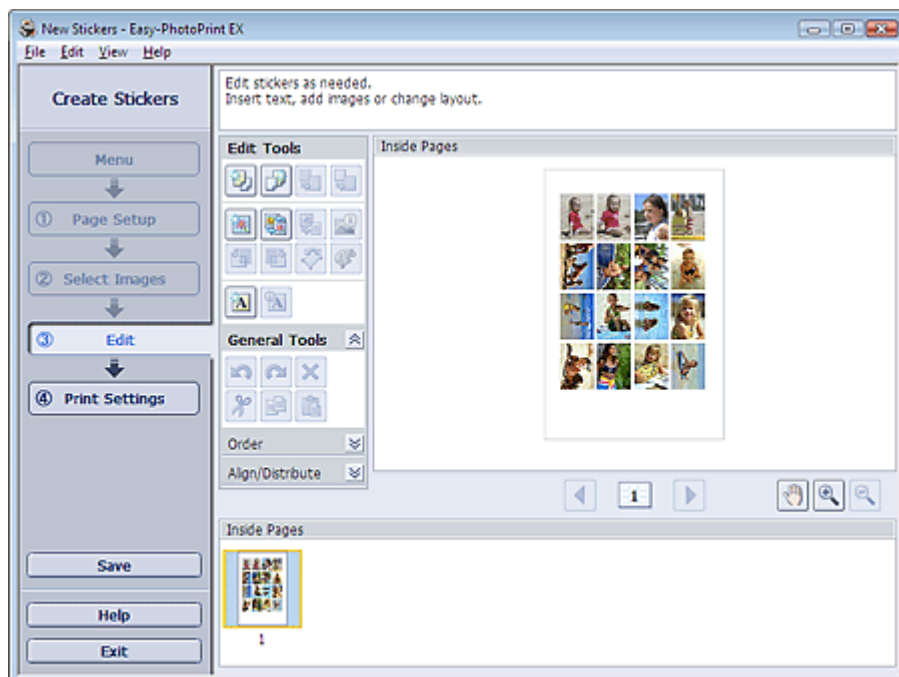 New Stickers - Easy-PhotoPrint EX
File Edit View Help
Create Stickers
Edit stickers as needed.
Insert text, add images or change layout.
Menu
① Page Setup
② Select Images
③ Edit
④ Print Settings
Save
Help
Exit
Edit Tools
A A
General Tools
Order
Align/Distribute
Inside Pages
1
Inside Pages
1